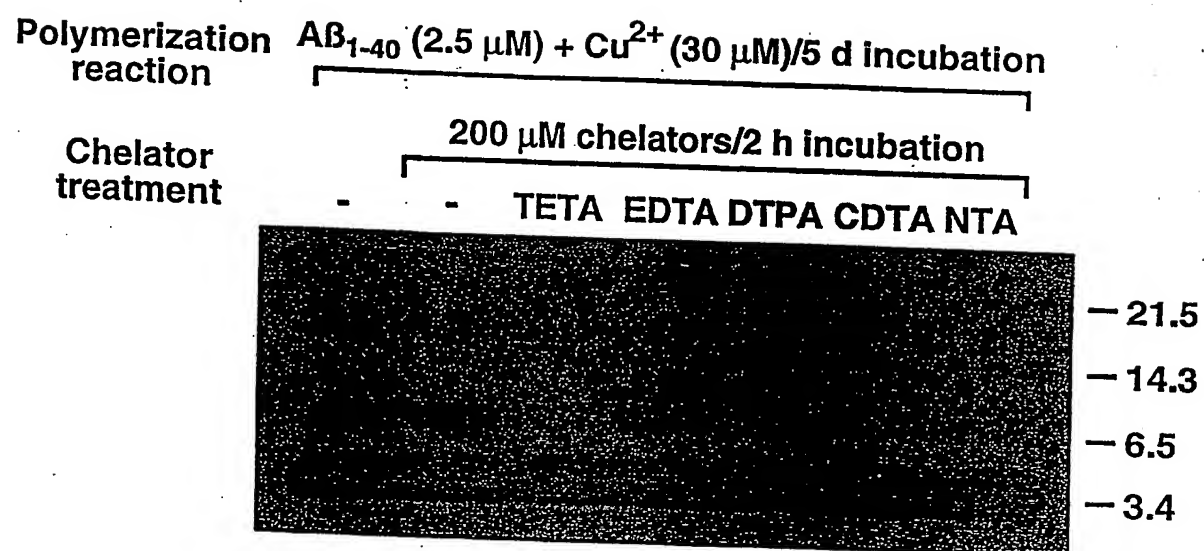 Polymerization reaction
Aß1-40 (2.5 µM) + Cu2+ (30 µM)/5 d incubation
Chelator treatment
200 µM chelators/2 h incubation
- - TETA EDTA DTPA CDTA NTA
21.5
14.3
6.5
3.4